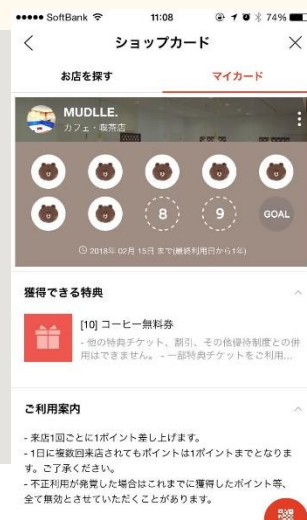 SoftBank 11:08 74%
ショップカード
お店を探す マイカード
MUDLLE.
カフェ・喫茶店
8 9 GOAL
2018年 02月 15日 まで(最終利用日から1年)
獲得できる特典
[10] コーヒー無料券
- 他の特典チケット、割引、その他優待制度との併
用はできません。 - 一部特典チケットをご利用...
ご利用案内
- 来店1回ごとに1ポイント差し上げます。
- 1日に複数回来店されてもポイントは1ポイントまでとなりま
す。ご了承ください。
- 不正利用が発覚した場合はこれまでに獲得したポイント等、
全て無効とさせていただくことがあります。